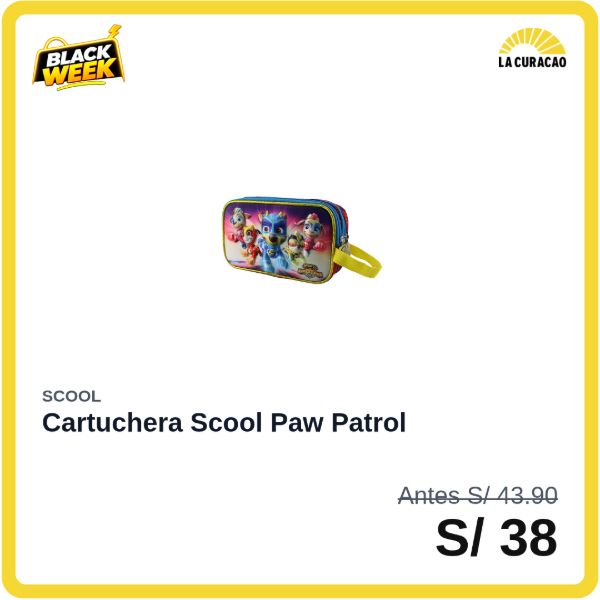 BLACK
WEEK
LA CURACAO
SCOOL
Cartuchera Scool Paw Patrol
Antes S/ 43.90
S/ 38